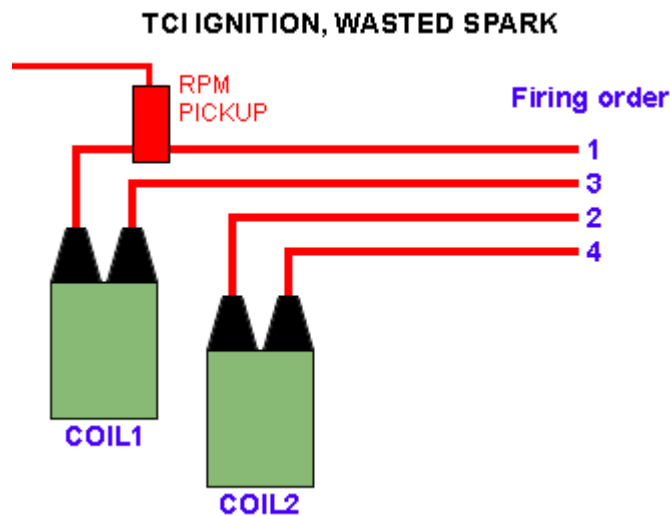 TCI IGNITION, WASTED SPARK
RPM
PICKUP
Firing order
1
3
2
4
COIL1
COIL2